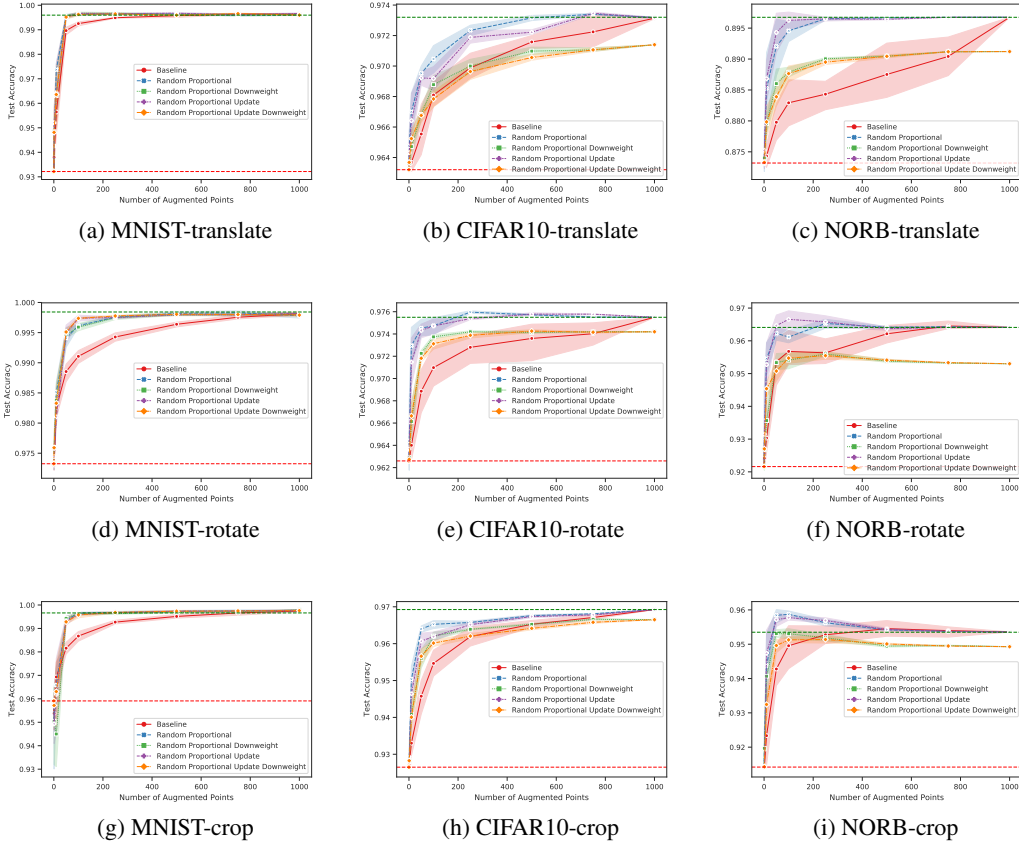 1.00
0.99
0.98
0.97
0.96
0.95
0.94
0.93
Test Accuracy
Baseline
Random Proportional
Random Proportional Downweight
Random Proportional Update
Random Proportional Update Downweight
0 200 400 600 800 1000
Number of Augmented Points
(a) MNIST-translate
0.974
0.972
0.970
0.968
0.966
0.964
Test Accuracy
Baseline
Random Proportional
Random Proportional Downweight
Random Proportional Update
Random Proportional Update Downweight
0 200 400 600 800 1000
Number of Augmented Points
(b) CIFAR10-translate
0.895
0.890
0.885
0.880
0.875
Test Accuracy
Baseline
Random Proportional
Random Proportional Downweight
Random Proportional Update
Random Proportional Update Downweight
0 200 400 600 800 1000
Number of Augmented Points
(c) NORB-translate
1.000
0.995
0.990
0.985
0.980
0.975
Test Accuracy
Baseline
Random Proportional
Random Proportional Downweight
Random Proportional Update
Random Proportional Update Downweight
0 200 400 600 800 1000
Number of Augmented Points
(d) MNIST-rotate
0.976
0.974
0.972
0.970
0.968
0.966
0.964
0.962
Test Accuracy
Baseline
Random Proportional
Random Proportional Downweight
Random Proportional Update
Random Proportional Update Downweight
0 200 400 600 800 1000
Number of Augmented Points
(e) CIFAR10-rotate
0.97
0.96
0.95
0.94
0.93
0.92
Test Accuracy
Baseline
Random Proportional
Random Proportional Downweight
Random Proportional Update
Random Proportional Update Downweight
0 200 400 600 800 1000
Number of Augmented Points
(f) NORB-rotate
1.00
0.99
0.98
0.97
0.96
0.95
0.94
0.93
Test Accuracy
Baseline
Random Proportional
Random Proportional Downweight
Random Proportional Update
Random Proportional Update Downweight
0 200 400 600 800 1000
Number of Augmented Points
(g) MNIST-crop
0.97
0.96
0.95
0.94
0.93
Test Accuracy
Baseline
Random Proportional
Random Proportional Downweight
Random Proportional Update
Random Proportional Update Downweight
0 200 400 600 800 1000
Number of Augmented Points
(h) CIFAR10-crop
0.96
0.95
0.94
0.93
0.92
Test Accuracy
Baseline
Random Proportional
Random Proportional Downweight
Random Proportional Update
Random Proportional Update Downweight
0 200 400 600 800 1000
Number of Augmented Points
(i) NORB-crop